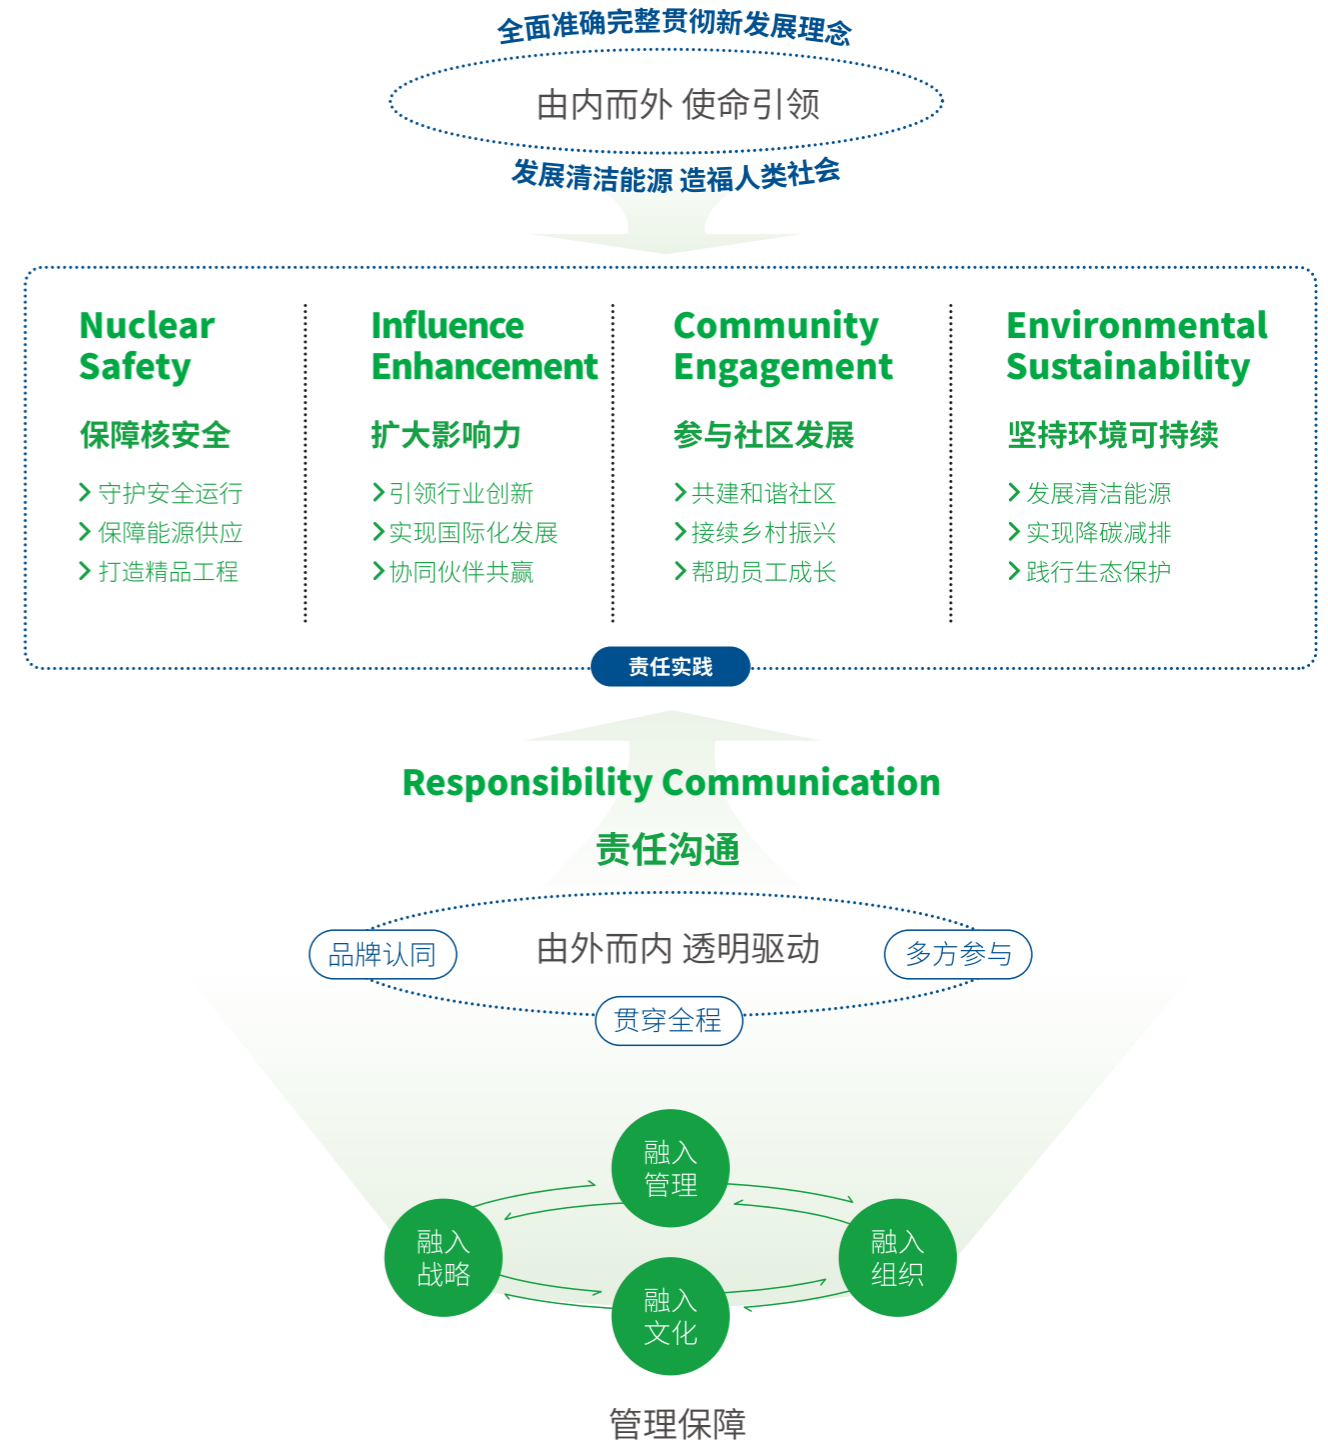 全面准确完整贯彻新发展理念
由内而外 使命引领
发展清洁能源 造福人类社会
Nuclear
Safety
保障核安全
守护安全运行
保障能源供应
打造精品工程
Influence
Enhancement
扩大影响力
引领行业创新
实现国际化发展
协同伙伴共赢
Community
Engagement
参与社区发展
共建和谐社区
接续乡村振兴
帮助员工成长
Environmental
Sustainability
坚持环境可持续
发展清洁能源
实现降碳减排
践行生态保护
责任实践
Responsibility Communication
责任沟通
由外而内 透明驱动
品牌认同
多方参与
贯穿全程
融入
管理
融入
战略
融入
组织
融入
文化
管理保障